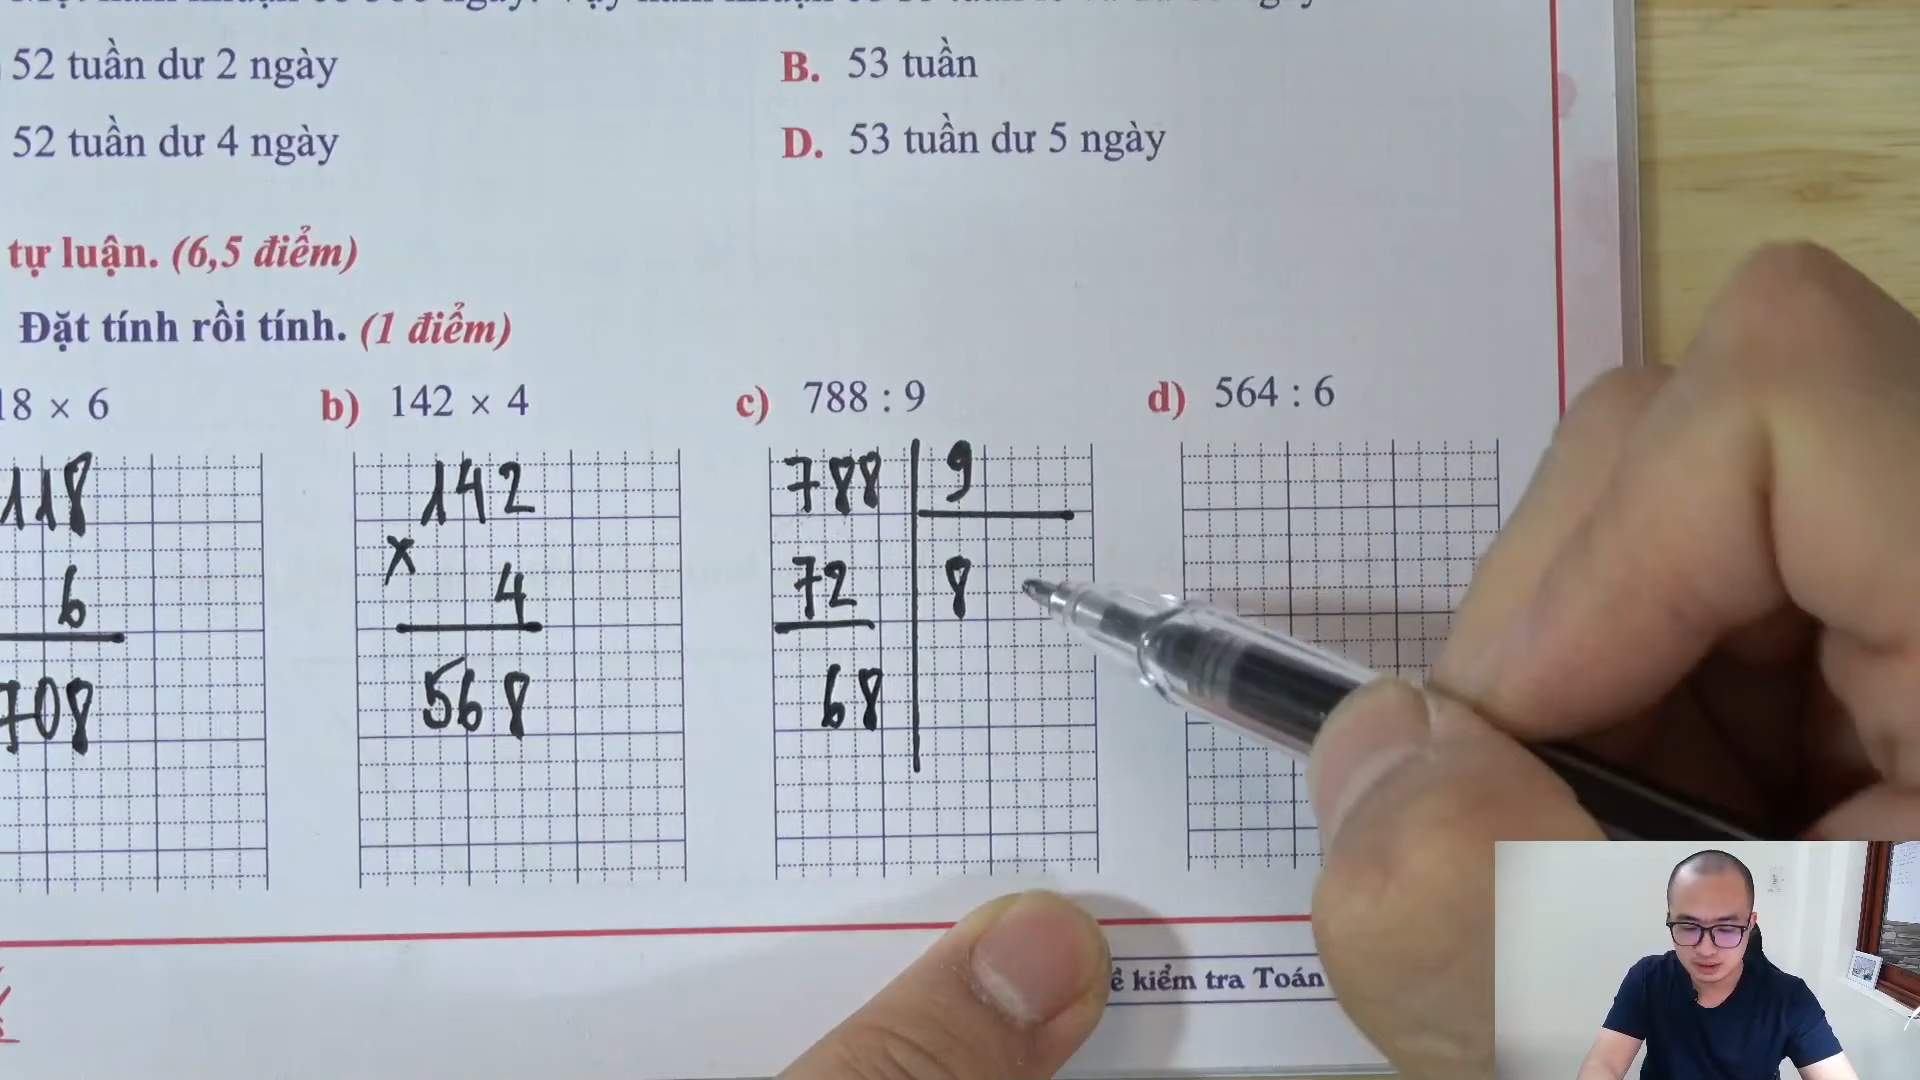 52 tuần dư 2 ngày
B. 53 tuần
52 tuần dư 4 ngày
D. 53 tuần dư 5 ngày
tự luận. (6,5 điểm)
Đặt tính rồi tính. (1 điểm)
18 × 6
b) 142 × 4
c) 788 : 9
d) 564 : 6
118
6
708
142
x
4
568
788 9
72 8
68
ề kiểm tra Toán